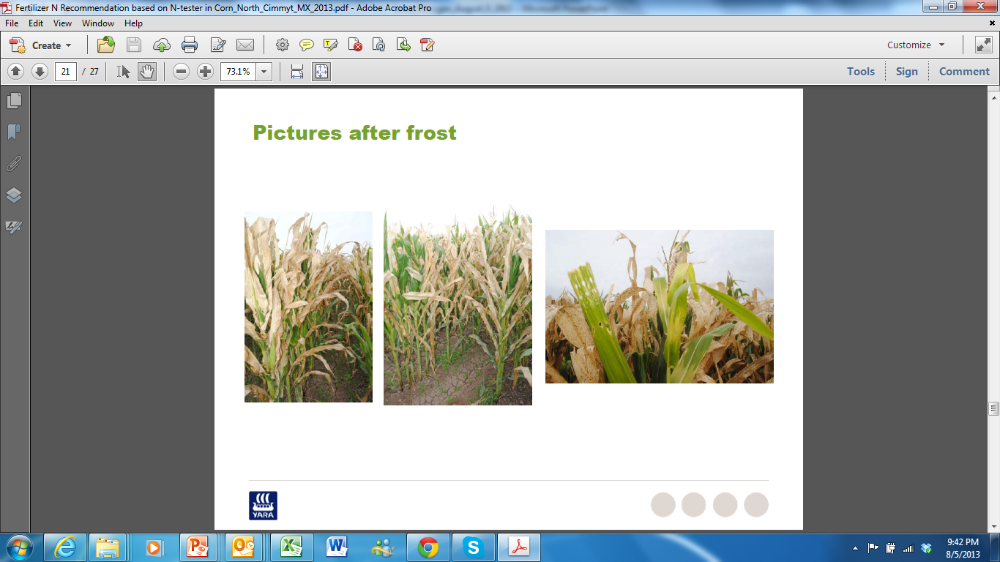 Fertilizer N Recommendation based on N-tester in Corn_North_Cimmyt_MX_2013.pdf - Adobe Acrobat Pro
File Edit View Window Help
Create Customize
21 / 27 73.1% Tools Sign Comment
Pictures after frost
YARA
9:42 PM
8/5/2013